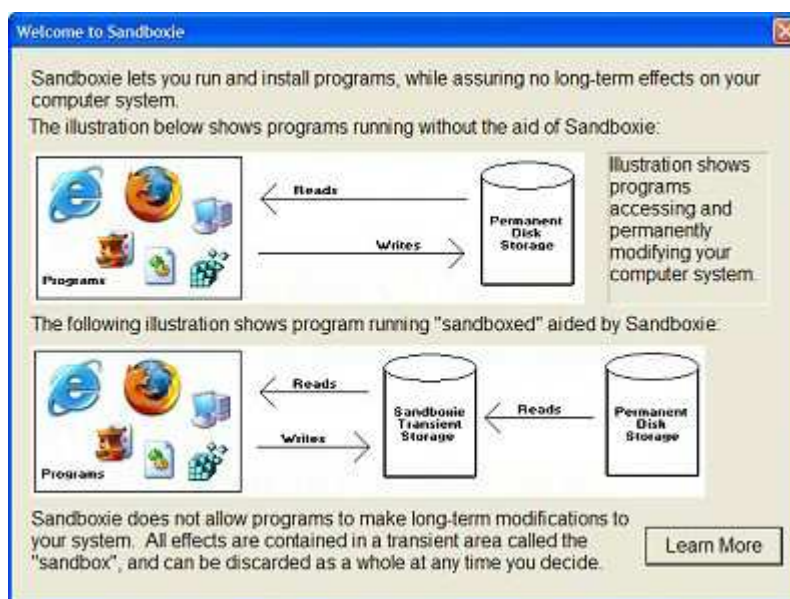 Welcome to Sandboxie
Sandboxie lets you run and install programs, while assuring no long-term effects on your
computer system.
The illustration below shows programs running without the aid of Sandboxie:
Reads
Writes
Programs
Permanent
Disk
Storage
Illustration shows
programs
accessing and
permanently
modifying your
computer system.
The following illustration shows program running "sandboxed" aided by Sandboxie:
Reads
Writes
Programs
Sandboxie
Transient
Storage
Reads
Permanent
Disk
Storage
Sandboxie does not allow programs to make long-term modifications to
your system. All effects are contained in a transient area called the
"sandbox", and can be discarded as a whole at any time you decide.
Learn More